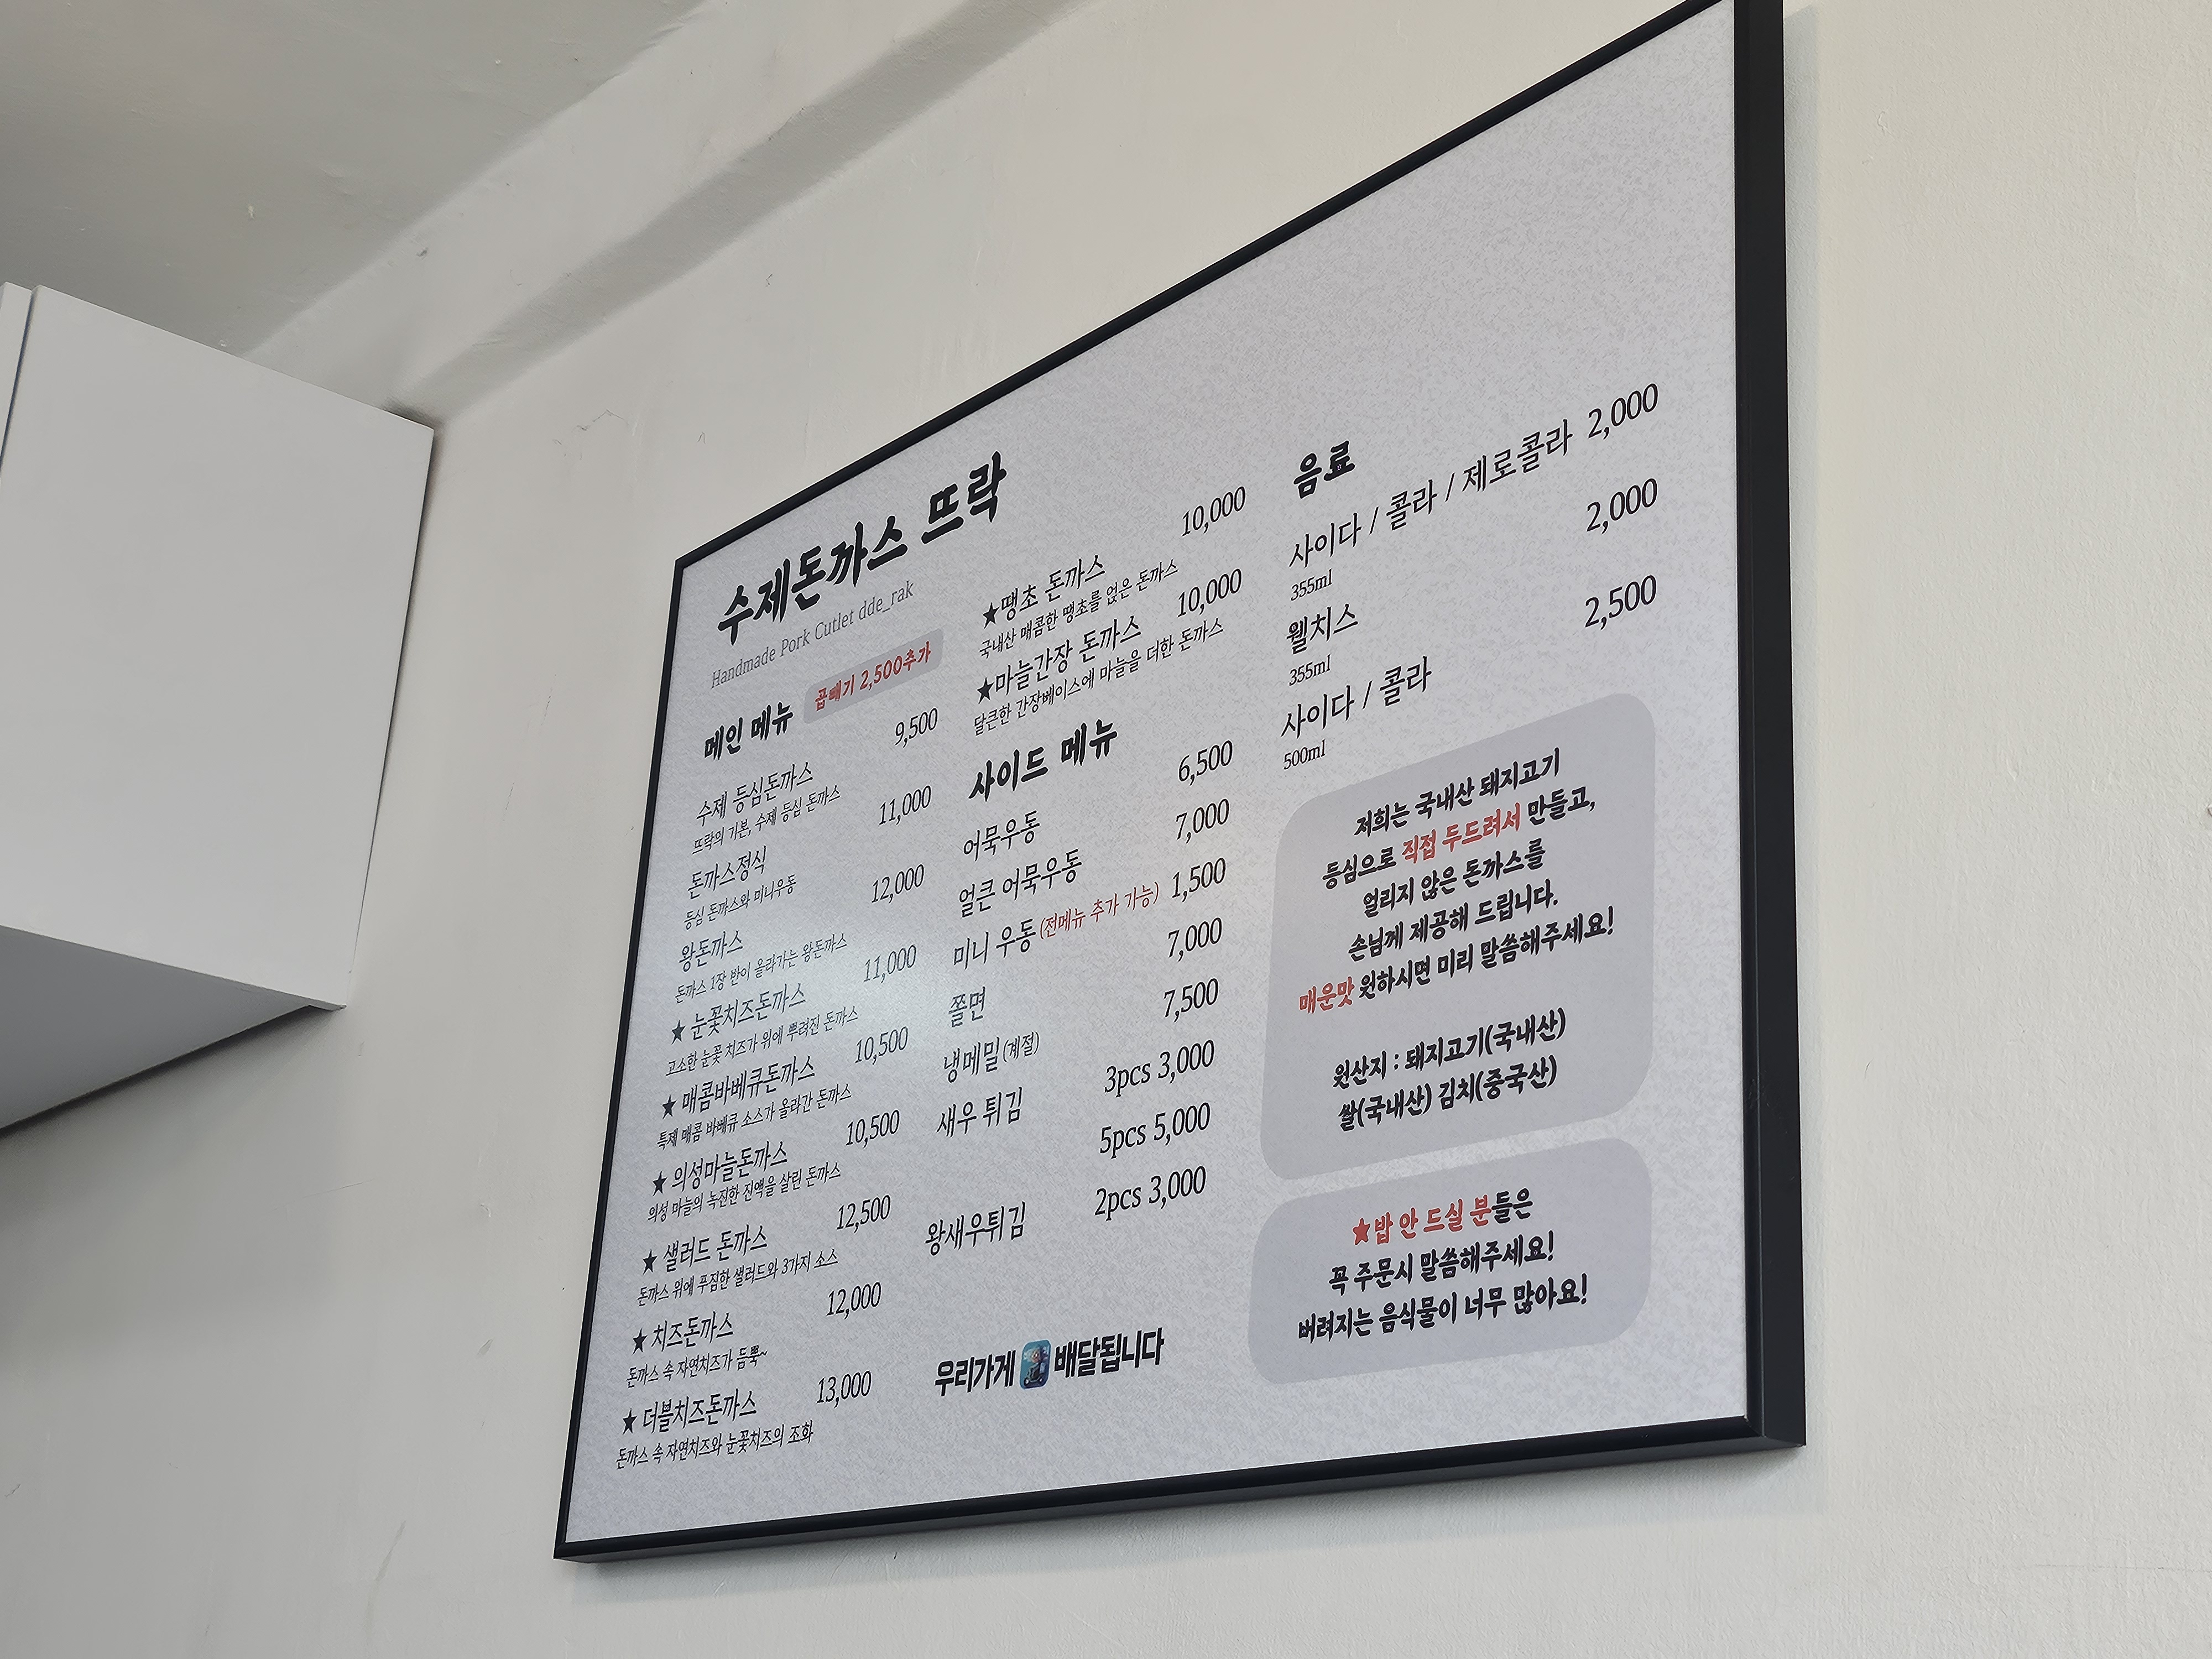 수제돈까스 뜨락
Handmade Pork Cutlet dde_rak
메인 메뉴 곱빼기 2,500추가
수제 등심돈까스 9,500
뜨락의 기본, 수제 등심 돈까스
돈까스정식 11,000
등심 돈까스와 미니우동
왕돈까스 12,000
돈까스 1장 반이 올라가는 왕돈까스
★ 눈꽃치즈돈까스 11,000
고소한 눈꽃 치즈가 위에 뿌려진 돈까스
★ 매콤바베큐돈까스 10,500
특제 매콤 바베큐 소스가 올라간 돈까스
★ 의성마늘돈까스 10,500
의성 마늘의 녹진한 진액을 살린 돈까스
★ 샐러드 돈까스 12,500
돈까스 위에 푸짐한 샐러드와 3가지 소스
★ 치즈돈까스 12,000
돈까스 속 자연치즈가 듬뿍~
★ 더블치즈돈까스 13,000
돈까스 속 자연치즈와 눈꽃치즈의 조화
★땡초 돈까스 10,000
국내산 매콤한 땡초를 얹은 돈까스
★마늘간장 돈까스 10,000
달큰한 간장베이스에 마늘을 더한 돈까스
사이드 메뉴
어묵우동 6,500
얼큰 어묵우동 7,000
미니 우동 (전메뉴 추가 가능) 1,500
쫄면 7,000
냉메밀(계절) 7,500
새우 튀김 3pcs 3,000
5pcs 5,000
왕새우튀김 2pcs 3,000
우리가게 배달됩니다
음료
사이다 / 콜라 / 제로콜라 2,000
355ml
웰치스 2,000
355ml
사이다 / 콜라 2,500
500ml
저희는 국내산 돼지고기
등심으로 직접 두드려서 만들고,
얼리지 않은 돈까스를
손님께 제공해 드립니다.
매운맛 원하시면 미리 말씀해주세요!
원산지 : 돼지고기(국내산)
쌀(국내산) 김치(중국산)
★밥 안 드실 분들은
꼭 주문시 말씀해주세요!
버려지는 음식물이 너무 많아요!